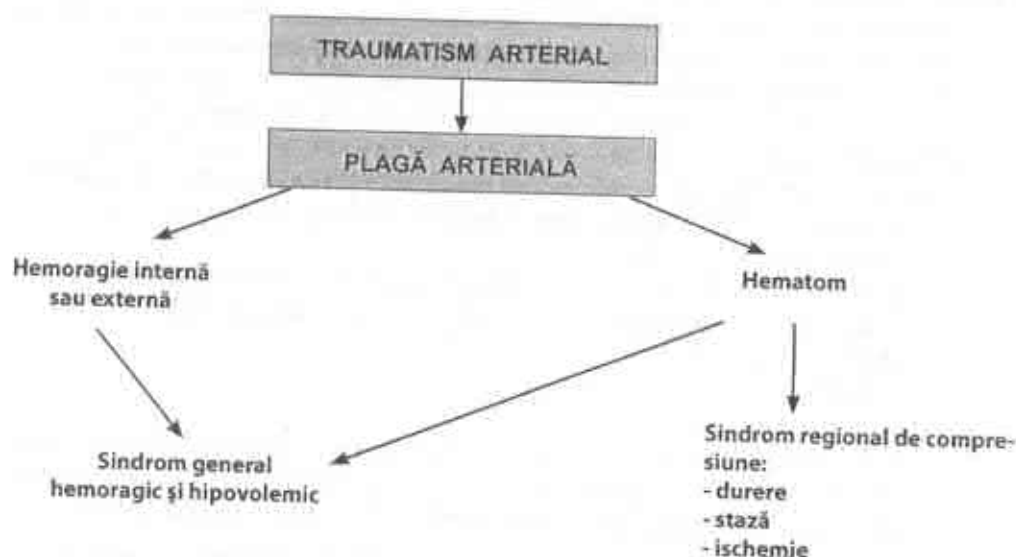 TRAUMATISM ARTERIAL
PLAGĂ ARTERIALĂ
Hemoragie internă
sau externă
Hematom
Sindrom general
hemoragic și hipovolemic
Sindrom regional de compre-
siune:
- durere
- stază
- ischemie